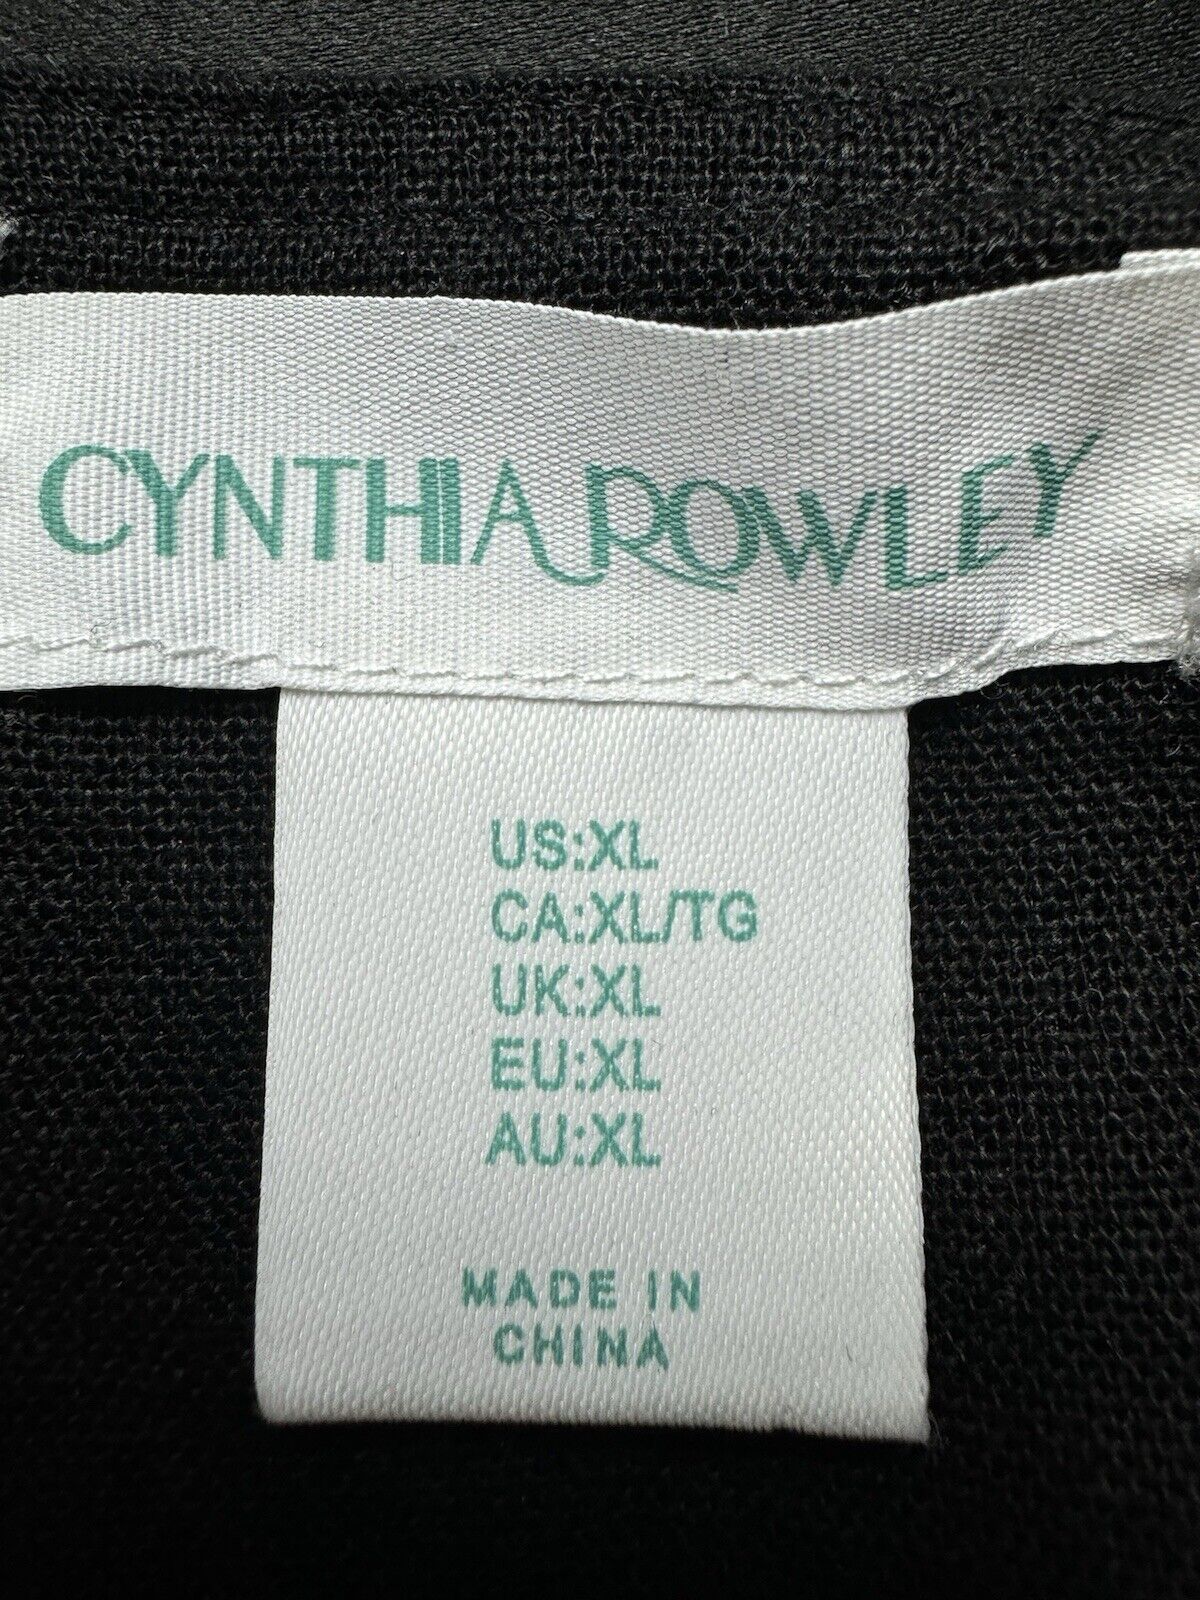 CYNTHIA ROWLEY
US:XL
CA:XL/TG
UK:XL
EU:XL
AU:XL
MADE IN
CHINA